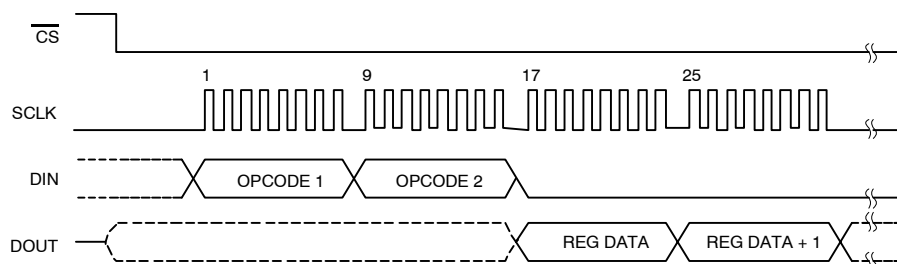 CS
1 9 17 25
SCLK
DIN OPCODE 1 OPCODE 2
DOUT REG DATA REG DATA + 1